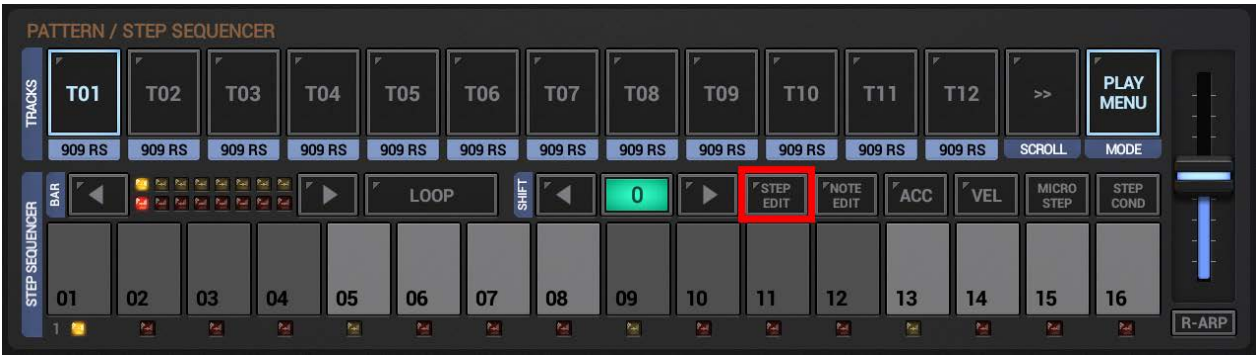 PATTERN / STEP SEQUENCER
TRACKS
T01 T02 T03 T04 T05 T06 T07 T08 T09 T10 T11 T12 >> PLAY MENU
909 RS 909 RS 909 RS 909 RS 909 RS 909 RS 909 RS 909 RS 909 RS 909 RS 909 RS 909 RS SCROLL MODE
STEP SEQUENCER
BAR LOOP SHIFT 0 STEP EDIT NOTE EDIT ACC VEL MICRO STEP STEP COND
01 02 03 04 05 06 07 08 09 10 11 12 13 14 15 16
1 R-ARP